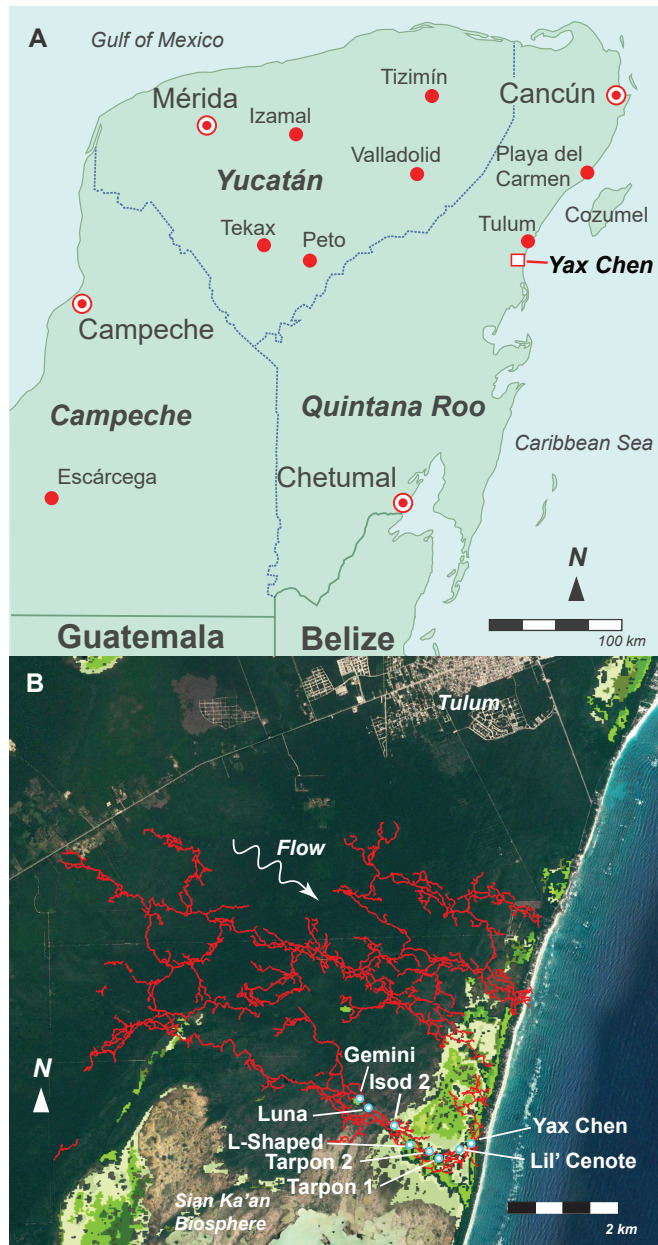 A
Gulf of Mexico
Tizimín
Mérida
Cancún
Izamal
Valladolid
Playa del
Carmen
Yucatán
Cozumel
Tekax
Peto
Tulum
Yax Chen
Campeche
Campeche
Quintana Roo
Caribbean Sea
Escárcega
Chetumal
N
100 km
Guatemala
Belize
B
Tulum
Flow
N
Gemini
Isod 2
Luna
Yax Chen
L-Shaped
Lil’ Cenote
Tarpon 2
Tarpon 1
Sian Ka'an
Biosphere
2 km